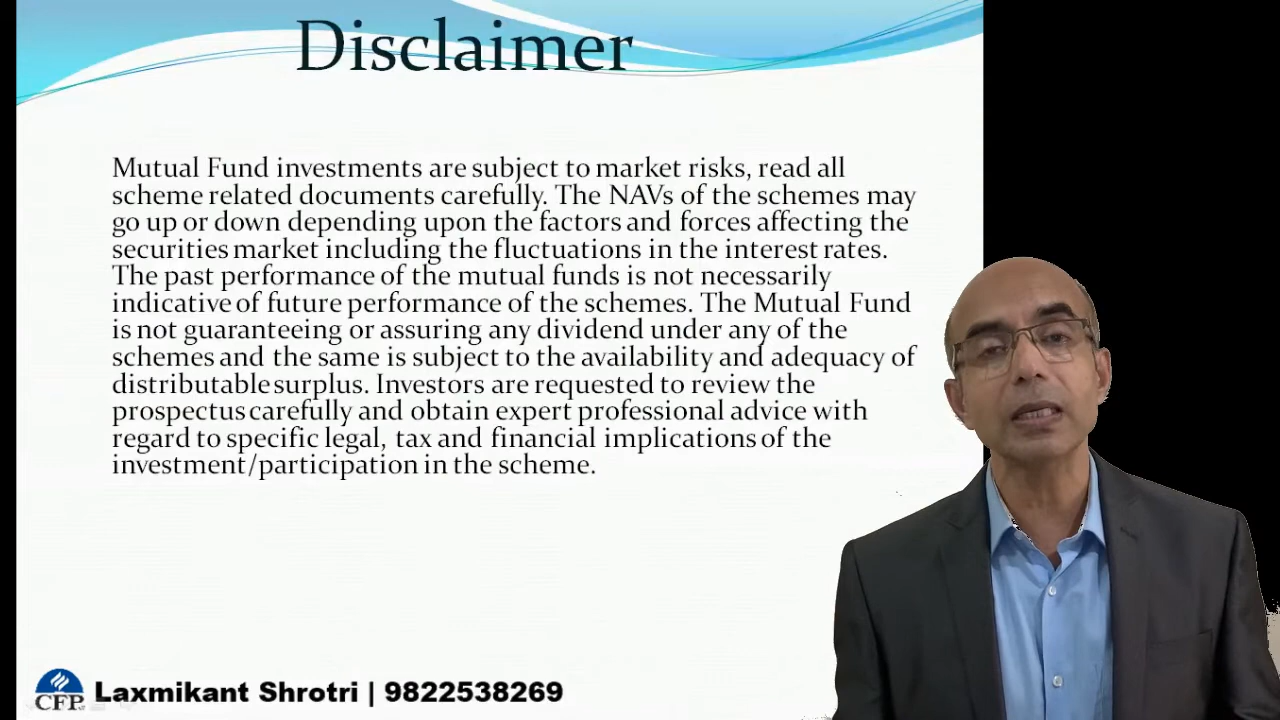 Disclaimer
Mutual Fund investments are subject to market risks, read all
scheme related documents carefully. The NAVs of the schemes may
go up or down depending upon the factors and forces affecting the
securities market including the fluctuations in the interest rates.
The past performance of the mutual funds is not necessarily
indicative of future performance of the schemes. The Mutual Fund
is not guaranteeing or assuring any dividend under any of the
schemes and the same is subject to the availability and adequacy of
distributable surplus. Investors are requested to review the
prospectus carefully and obtain expert professional advice with
regard to specific legal, tax and financial implications of the
investment/participation in the scheme.
CFP Laxmikant Shrotri | 9822538269